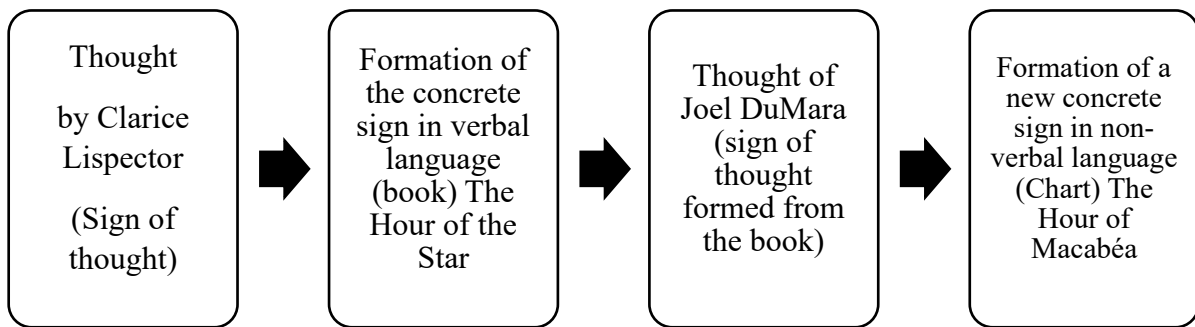 Thought
by Clarice
Lispector
(Sign of
thought)
Formation of
the concrete
sign in verbal
language
(book) The
Hour of the
Star
Thought of
Joel DuMara
(sign of
thought
formed from
the book)
Formation of a
new concrete
sign in non-
verbal language
(Chart) The
Hour of
Macabéa